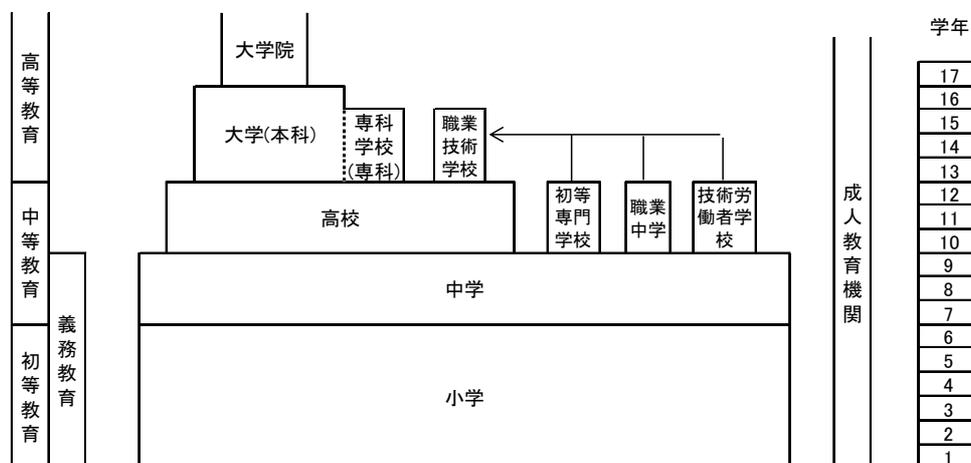 学年
高等教育
中等教育
初等教育
義務教育
大学院
大学(本科)
専科
学校
(専科)
職業
技術
学校
高校
初等
専門
学校
職業
中学
技術労
働者学
校
中学
小学
成人教育機関
17
16
15
14
13
12
11
10
9
8
7
6
5
4
3
2
1